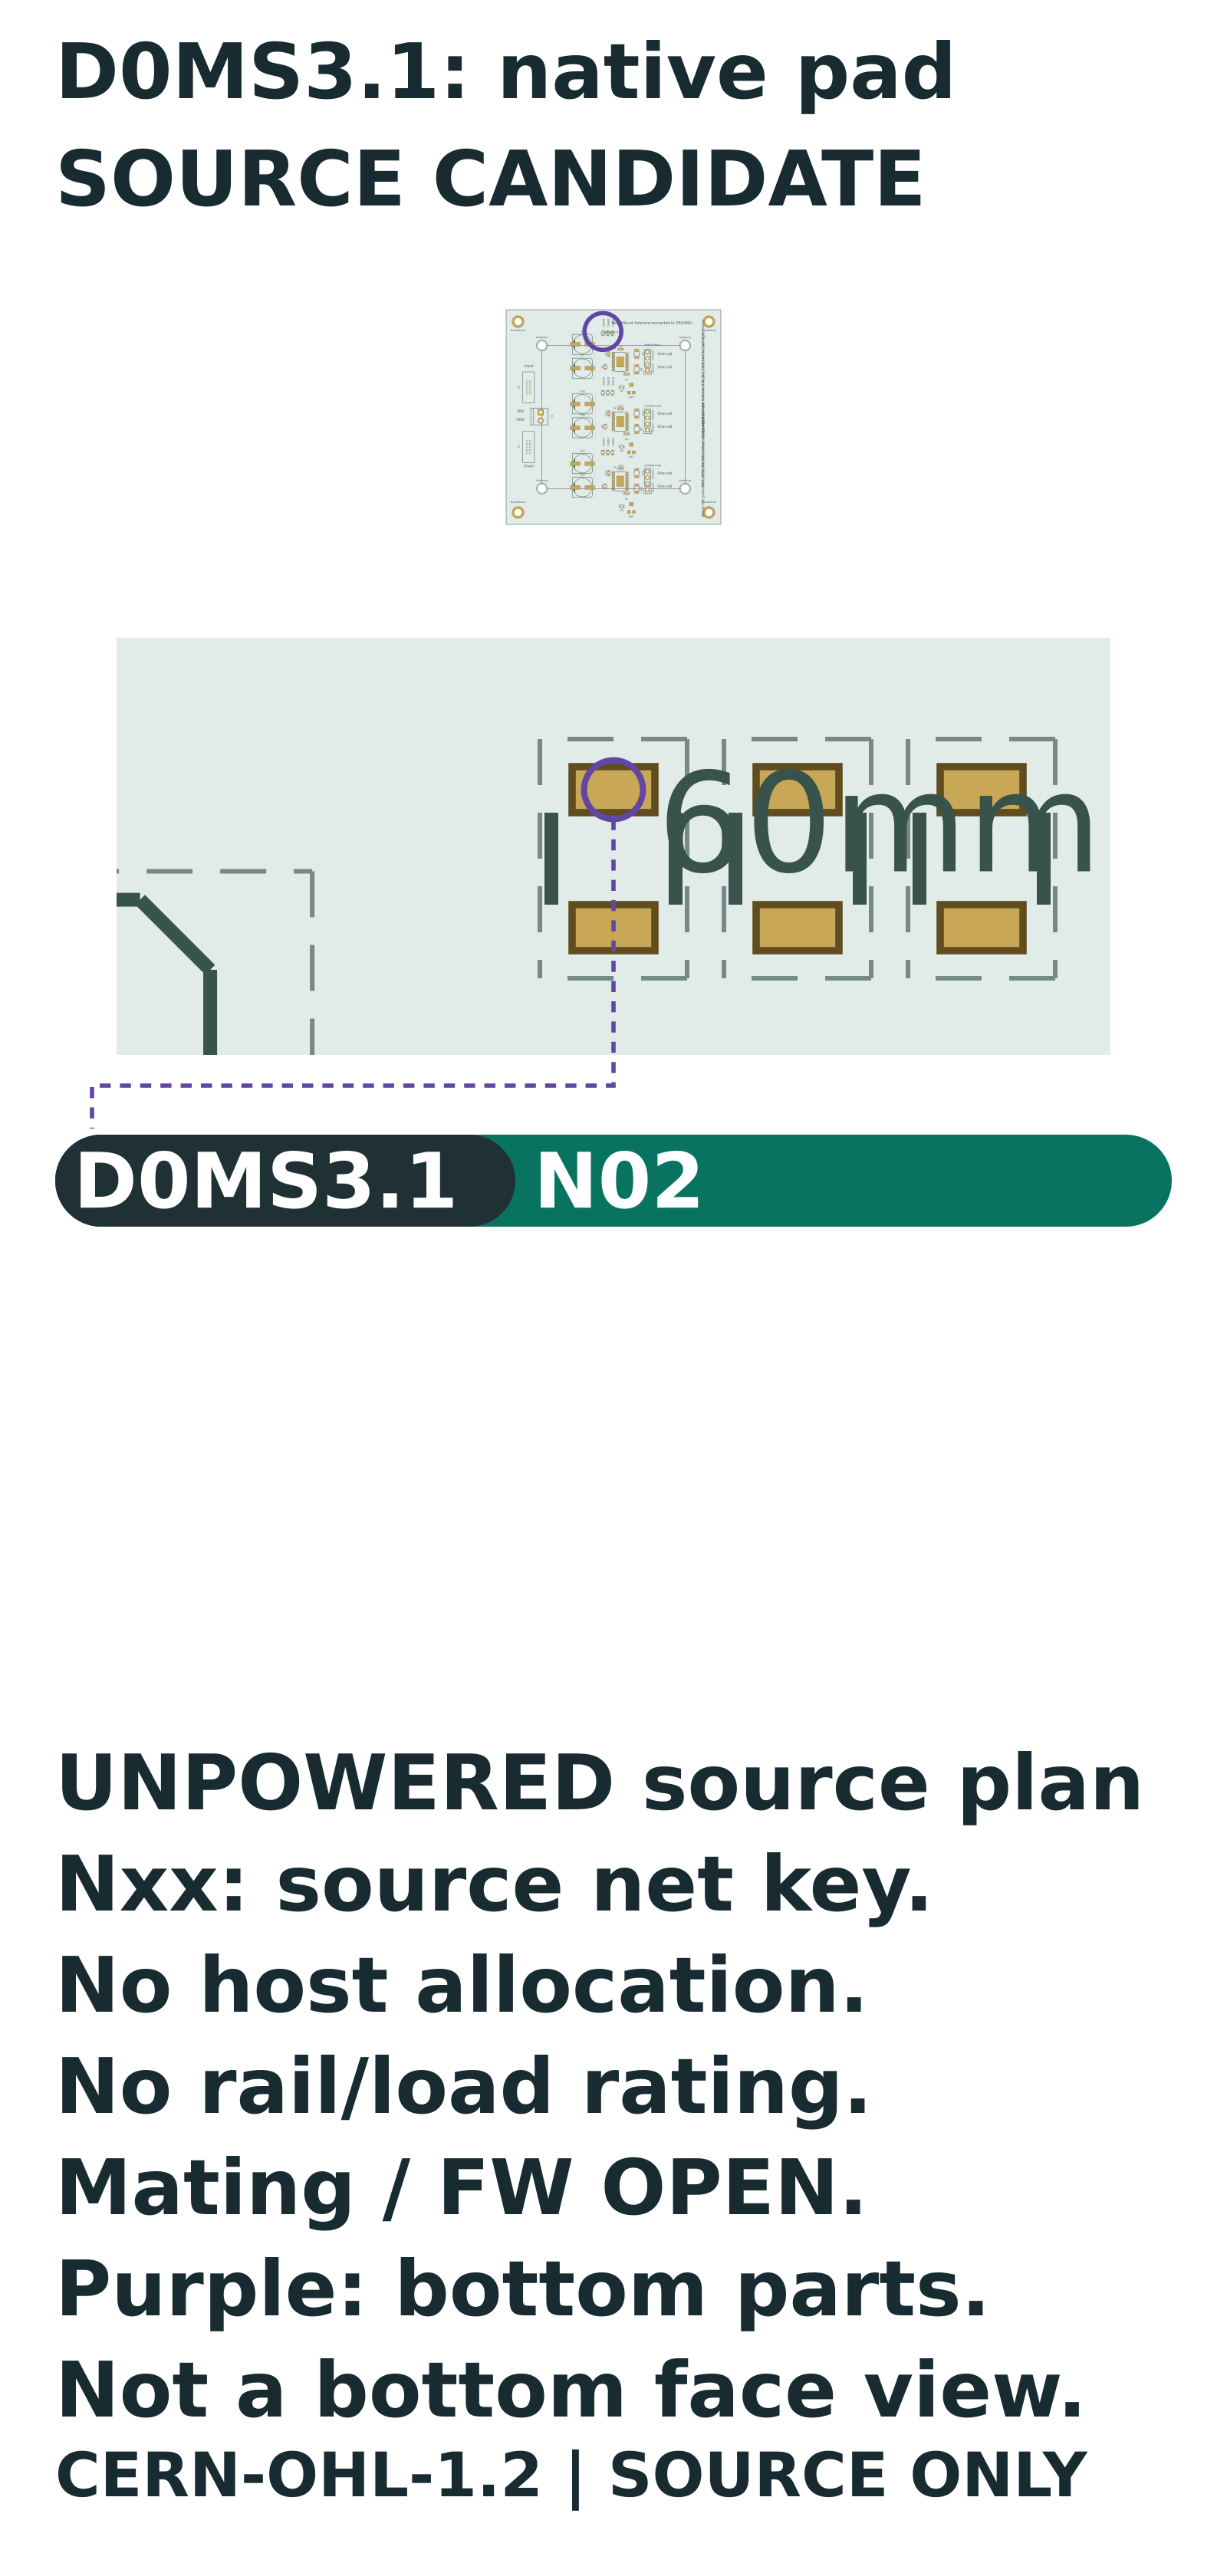 D0MS3.1: native pad
SOURCE CANDIDATE
60mm
D0MS3.1 N02
UNPOWERED source plan
Nxx: source net key.
No host allocation.
No rail/load rating.
Mating / FW OPEN.
Purple: bottom parts.
Not a bottom face view.
CERN-OHL-1.2 | SOURCE ONLY